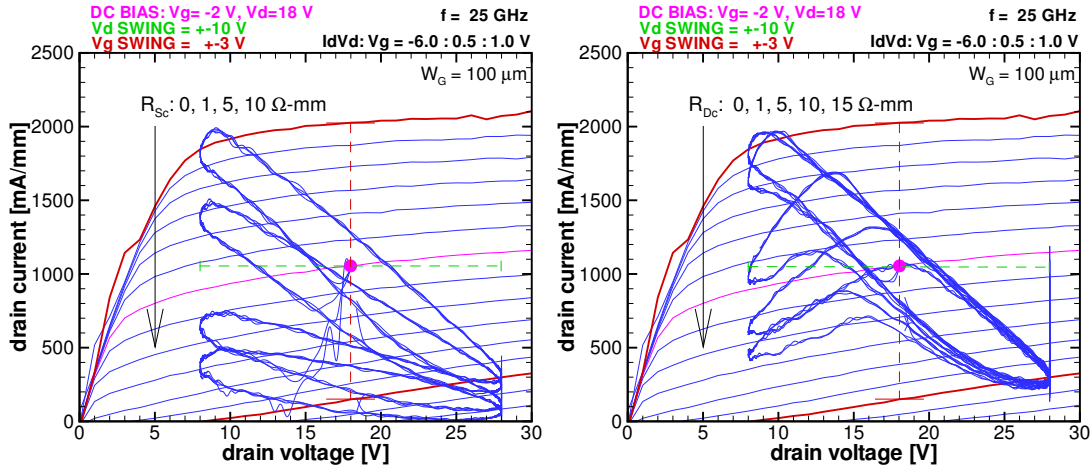 DC BIAS: Vg= -2 V, Vd=18 V
Vd SWING = +-10 V
Vg SWING = +-3 V
f = 25 GHz
IdVd: Vg = -6.0 : 0.5 : 1.0 V
W_G = 100 μm
R_Sc: 0, 1, 5, 10 Ω-mm
drain current [mA/mm]
2500
2000
1500
1000
500
0
0 5 10 15 20 25 30
drain voltage [V]
DC BIAS: Vg= -2 V, Vd=18 V
Vd SWING = +-10 V
Vg SWING = +-3 V
f = 25 GHz
IdVd: Vg = -6.0 : 0.5 : 1.0 V
W_G = 100 μm
R_Dc: 0, 1, 5, 10, 15 Ω-mm
drain current [mA/mm]
2500
2000
1500
1000
500
0
0 5 10 15 20 25 30
drain voltage [V]